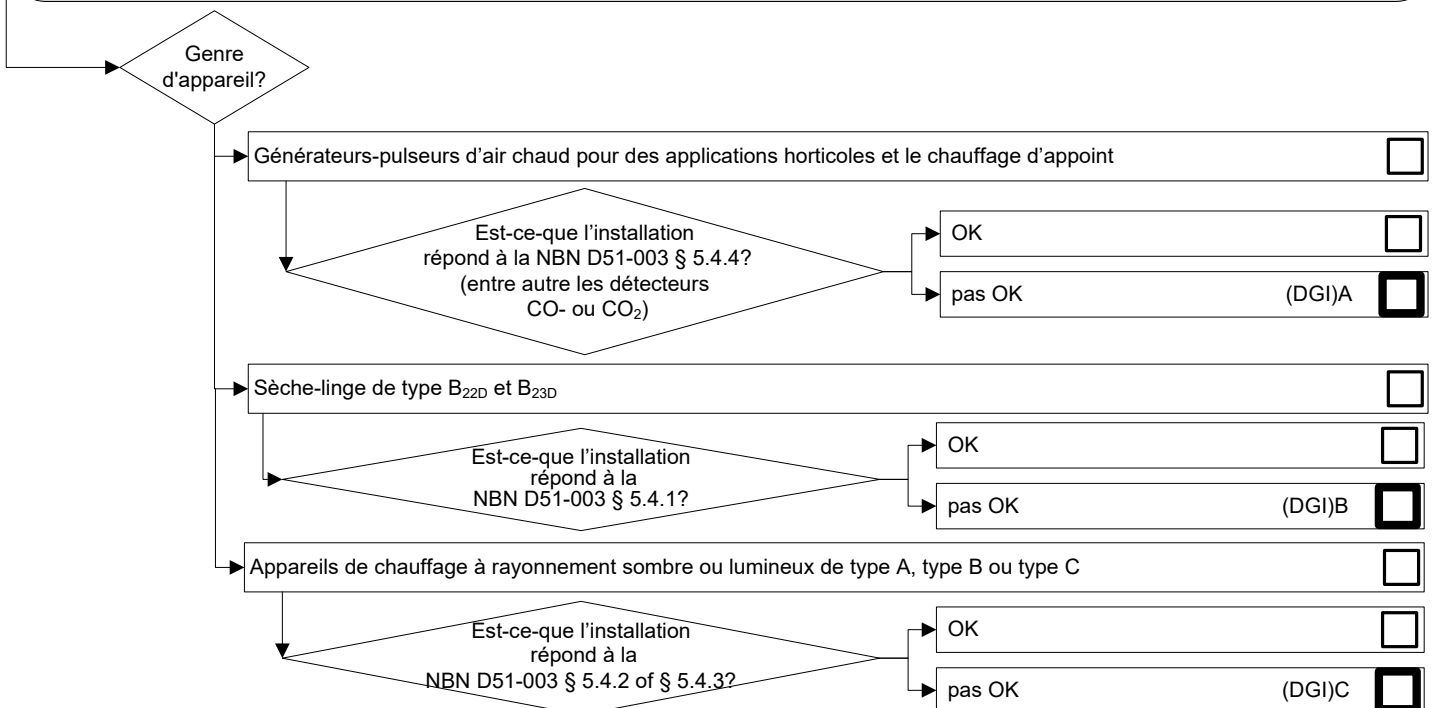 Genre
d'appareil?
Générateurs-pulseurs d’air chaud pour des applications horticoles et le chauffage d’appoint
Est-ce-que l’installation
répond à la NBN D51-003 § 5.4.4?
(entre autre les détecteurs
CO- ou CO₂)
OK
pas OK (DGI)A
Sèche-linge de type B₂₂D et B₂₃D
Est-ce-que l’installation
répond à la
NBN D51-003 § 5.4.1?
OK
pas OK (DGI)B
Appareils de chauffage à rayonnement sombre ou lumineux de type A, type B ou type C
Est-ce-que l’installation
répond à la
NBN D51-003 § 5.4.2 of § 5.4.3?
OK
pas OK (DGI)C